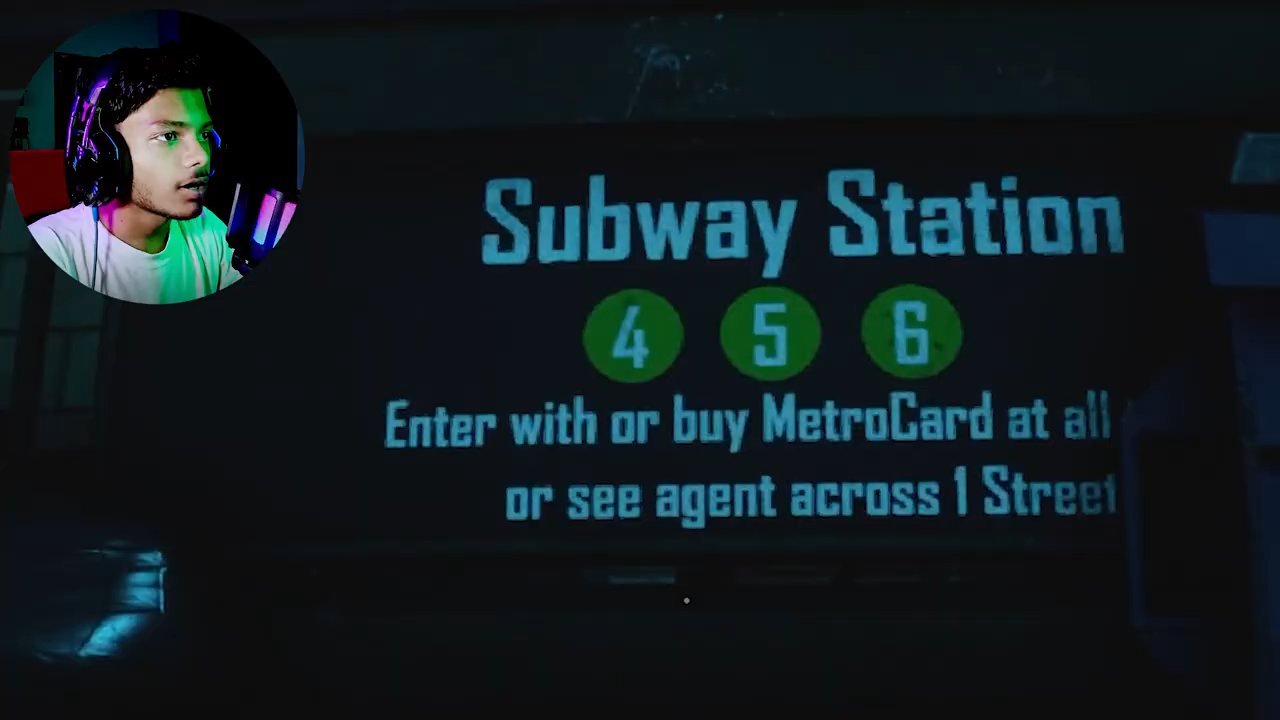 Subway Station
4 5 6
Enter with or buy MetroCard at all
or see agent across 1 Street